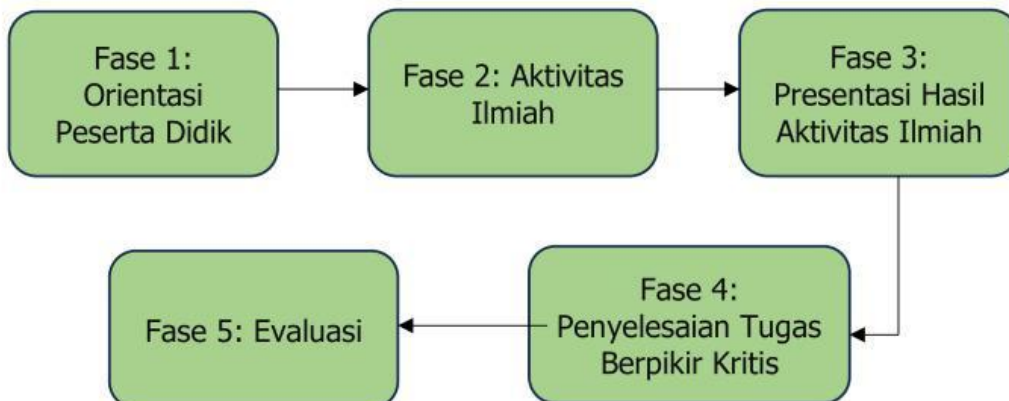 Fase 1:
Orientasi
Peserta Didik
Fase 2: Aktivitas
Ilmiah
Fase 3:
Presentasi Hasil
Aktivitas Ilmiah
Fase 4:
Penyelesaian Tugas
Berpikir Kritis
Fase 5: Evaluasi